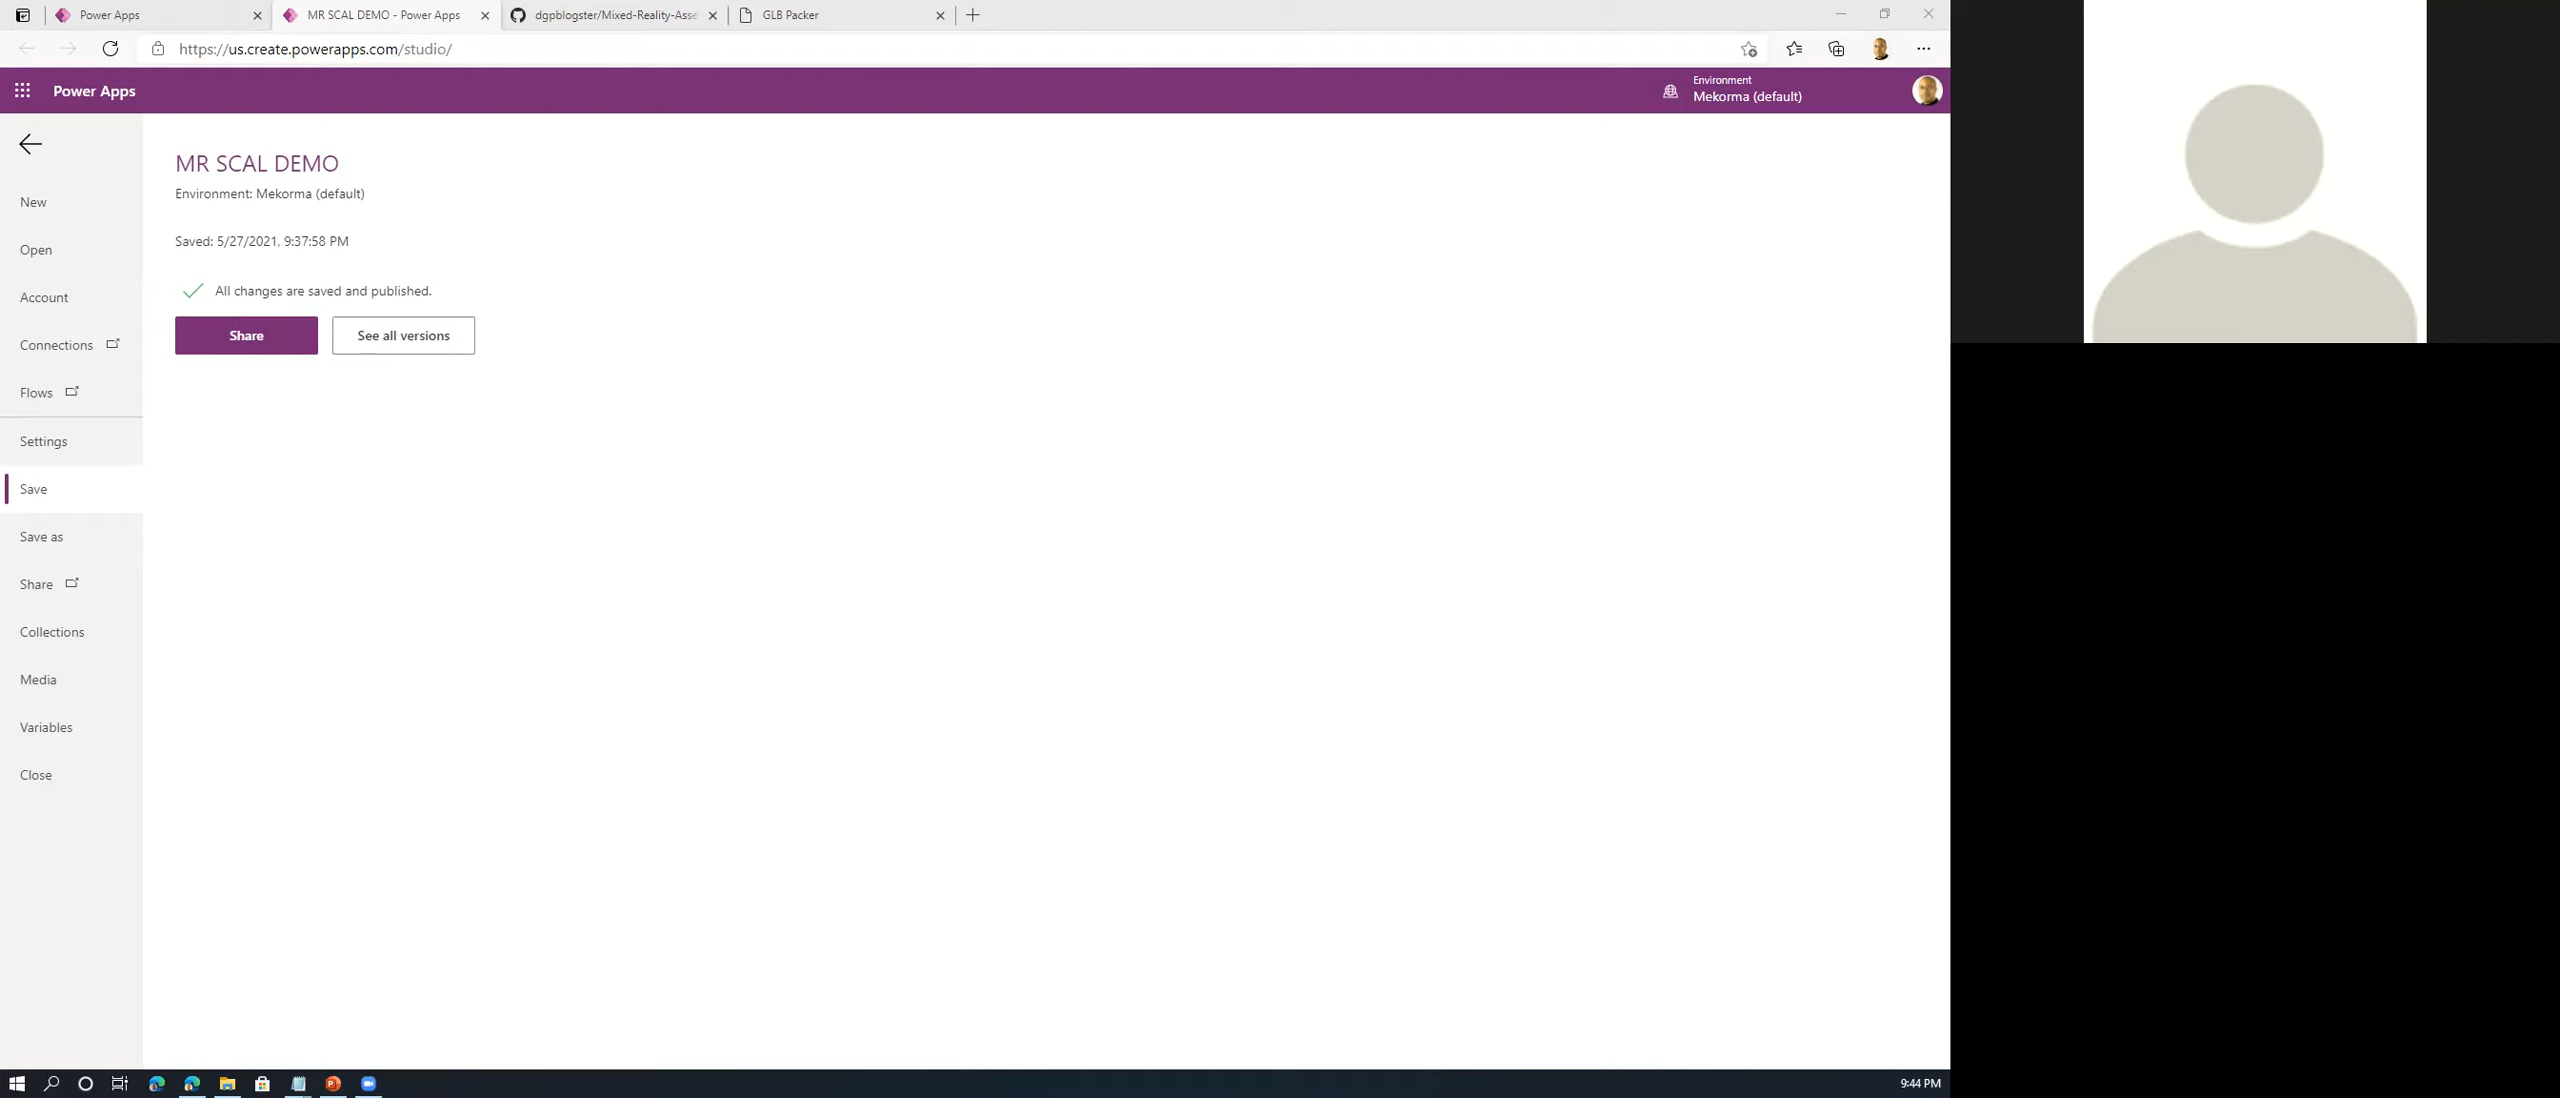 Power Apps
MR SCAL DEMO - Power Apps
dgpblogster/Mixed-Reality-Asse
GLB Packer
https://us.create.powerapps.com/studio/
Power Apps
Environment
Mekorma (default)
MR SCAL DEMO
Environment: Mekorma (default)
Saved: 5/27/2021, 9:37:58 PM
All changes are saved and published.
Share
See all versions
New
Open
Account
Connections
Flows
Settings
Save
Save as
Share
Collections
Media
Variables
Close
9:44 PM